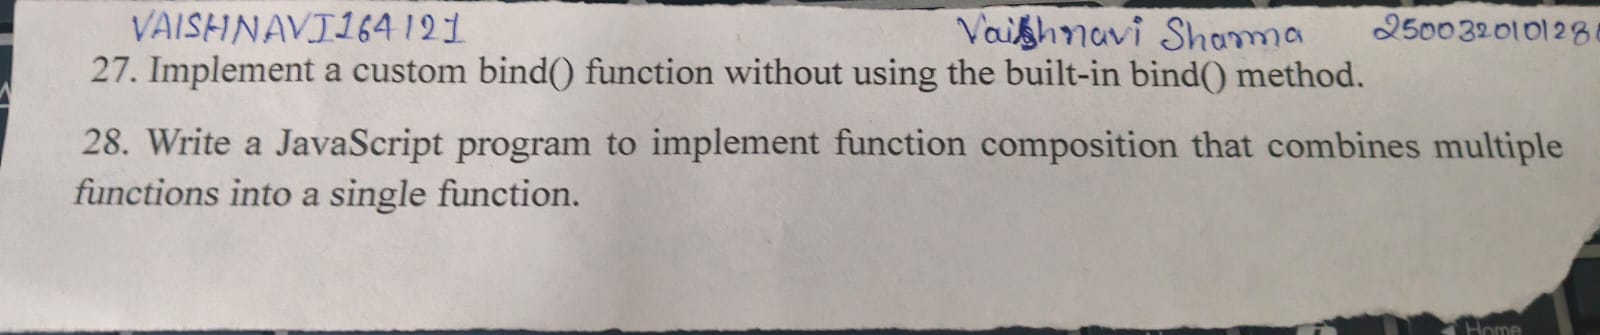 VAISHNAVI164121 Vaishnavi Sharma 2500320101281
27. Implement a custom bind() function without using the built-in bind() method.
28. Write a JavaScript program to implement function composition that combines multiple
functions into a single function.
Home